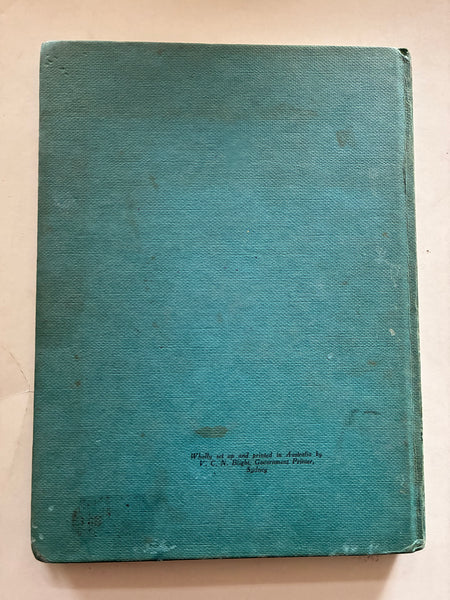 Wholly set up and printed in Australia by
V. C. N. Blight, Government Printer,
Sydney